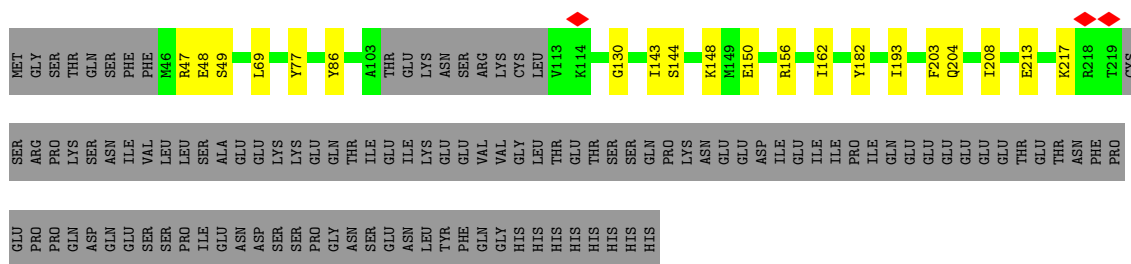 MET GLY SER THR GLN SER PHE PHE M46 R47 E48 S49 L69 Y77 Y86 A103 THR GLU LYS ASN SER ARG LYS CYS LEU V113 K114 G130 I143 S144 K148 M149 E150 R156 I162 Y182 I193 F203 Q204 I208 E213 K217 R218 T219 CYS
SER ARG PRO LYS SER ASN ILE VAL LEU LEU SER ALA GLU GLU LYS LYS GLU GLN THR ILE GLU ILE LYS GLU GLU VAL VAL GLY LEU THR GLU THR SER SER GLN PRO LYS ASN GLU GLU ASP ILE GLU ILE ILE PRO ILE GLN GLU GLU GLU GLU GLU GLU THR GLU THR ASN PHE PRO
GLU PRO PRO GLN ASP GLN GLU SER SER PRO ILE GLU ASN ASP SER SER PRO GLY ASN SER GLU ASN LEU TYR PHE GLN GLY HIS HIS HIS HIS HIS HIS HIS HIS